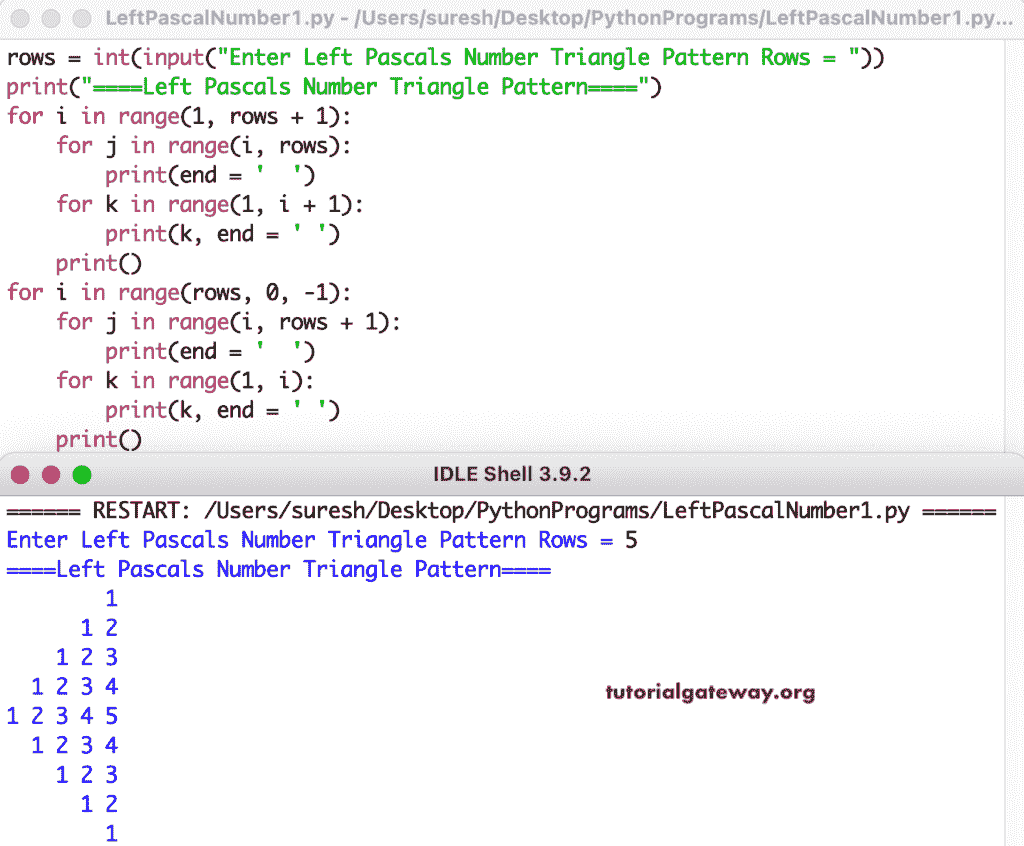 LeftPascalNumber1.py - /Users/suresh/Desktop/PythonPrograms/LeftPascalNumber1.py...
rows = int(input("Enter Left Pascals Number Triangle Pattern Rows = "))
print("====Left Pascals Number Triangle Pattern====")
for i in range(1, rows + 1):
    for j in range(i, rows):
        print(end = '  ')
    for k in range(1, i + 1):
        print(k, end = ' ')
    print()
for i in range(rows, 0, -1):
    for j in range(i, rows + 1):
        print(end = '  ')
    for k in range(1, i):
        print(k, end = ' ')
    print()
IDLE Shell 3.9.2
====== RESTART: /Users/suresh/Desktop/PythonPrograms/LeftPascalNumber1.py ======
Enter Left Pascals Number Triangle Pattern Rows = 5
====Left Pascals Number Triangle Pattern====
        1
      1 2
    1 2 3
  1 2 3 4
tutorialgateway.org
1 2 3 4 5
  1 2 3 4
    1 2 3
      1 2
        1